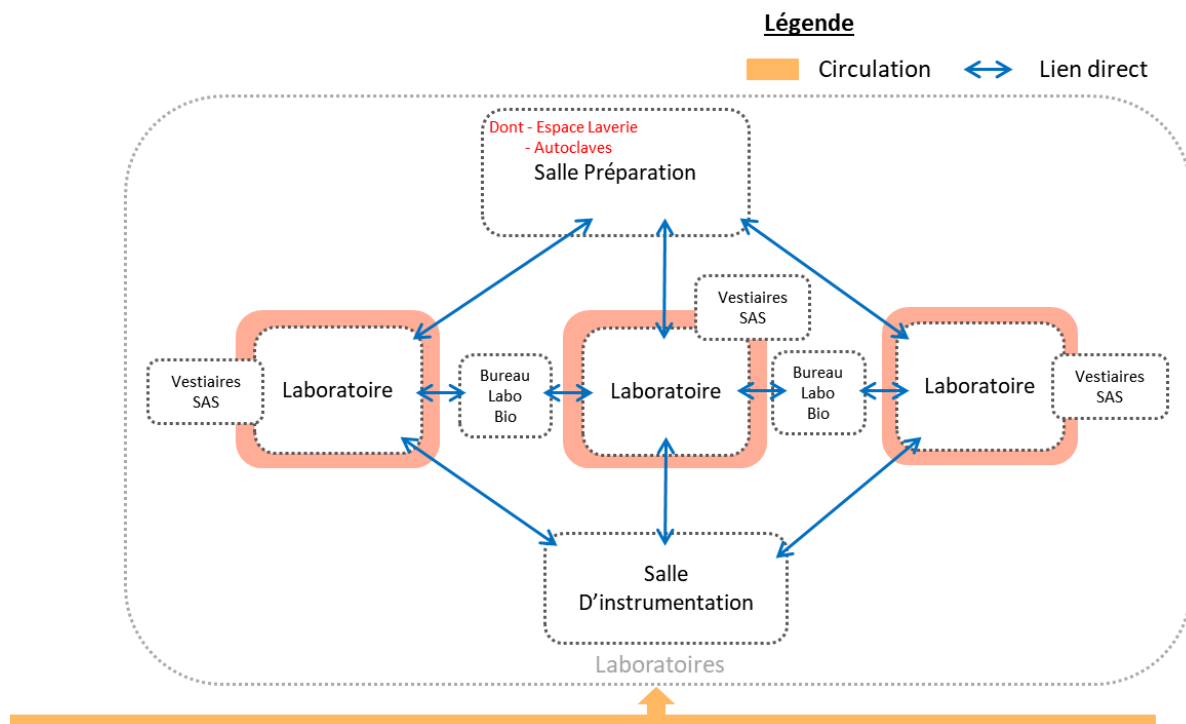 Légende
Circulation
Lien direct
Dont - Espace Laverie
- Autoclaves
Salle Préparation
Vestiaires
SAS
Vestiaires
SAS
Laboratoire
Bureau
Labo
Bio
Laboratoire
Bureau
Labo
Bio
Laboratoire
Vestiaires
SAS
Salle
D’instrumentation
Laboratoires